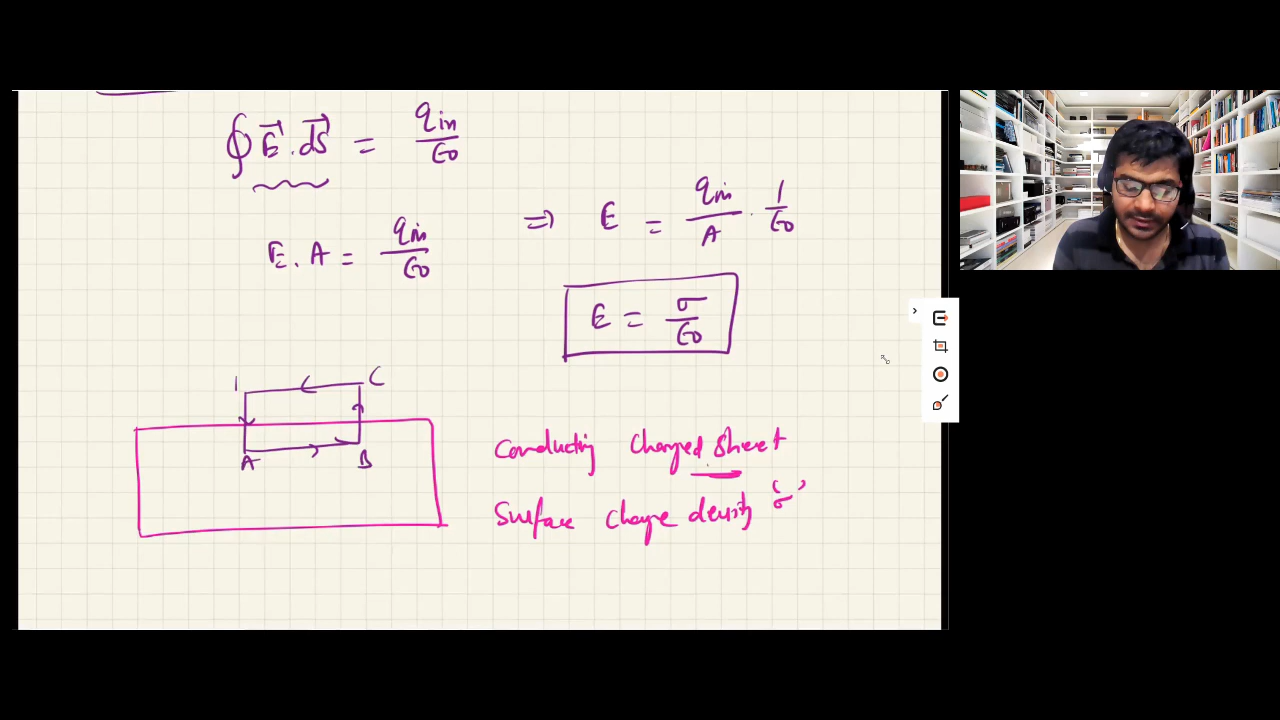 ∮ E⃗ . dS⃗ = qin / ε0
E . A = qin / ε0
⇒ E = qin / A . 1 / ε0
E = σ / ε0
C
A B
Conducting Charged Sheet
Surface Charge density 'σ'